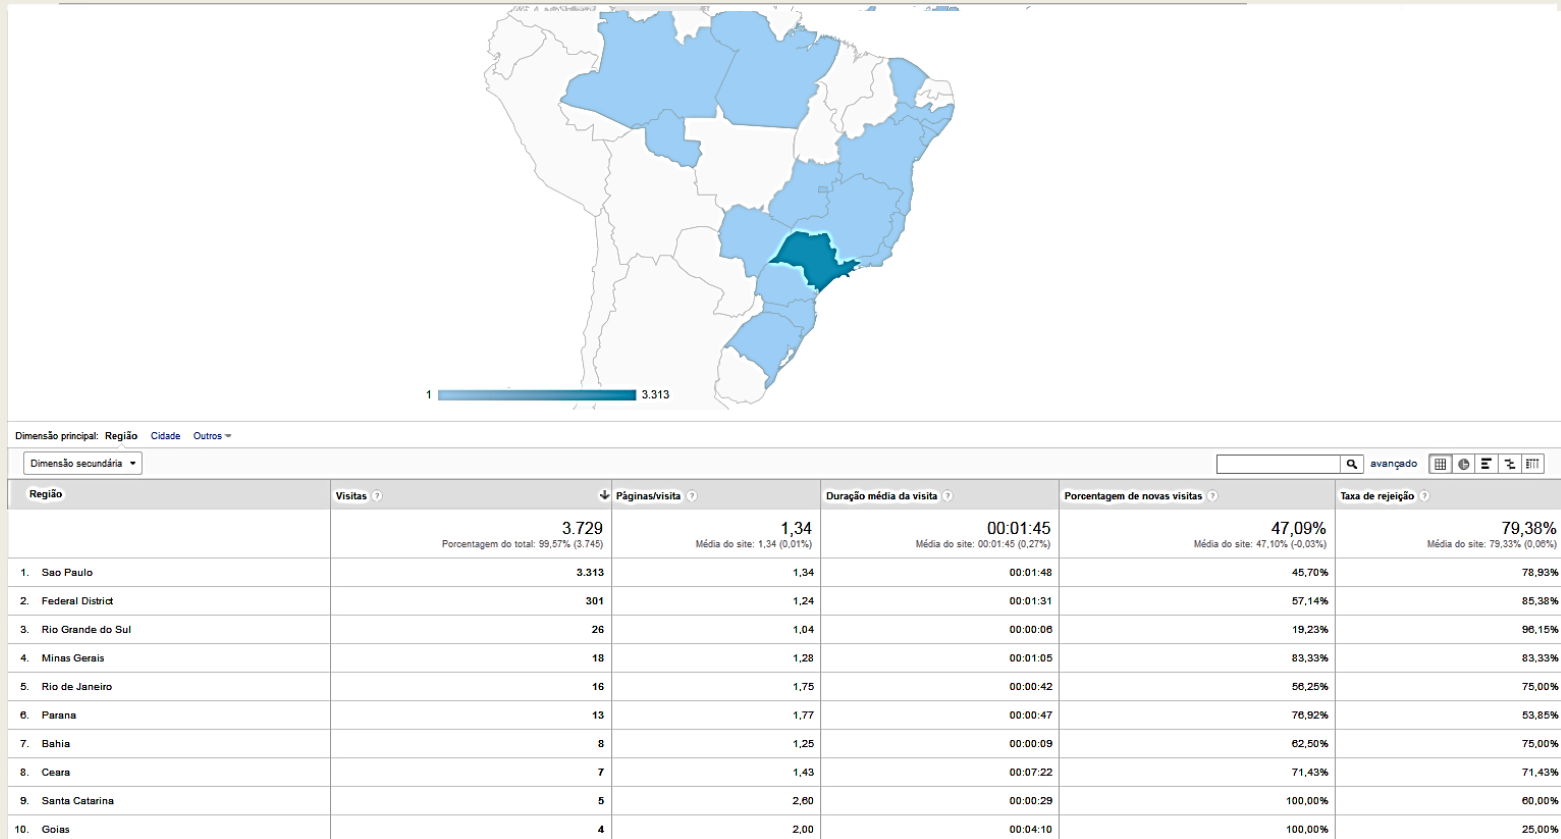 1 3.313
Dimensão principal: Região Cidade Outros
Dimensão secundária avançado
Região Visitas ? Páginas/visita ? Duração média da visita ? Porcentagem de novas visitas ? Taxa de rejeição ?
3.729 1,34 00:01:45 47,09% 79,38%
Porcentagem do total: 99,57% (3.745) Média do site: 1,34 (0,01%) Média do site: 00:01:45 (0,27%) Média do site: 47,10% (-0,03%) Média do site: 79,33% (0,06%)
1. Sao Paulo 3.313 1,34 00:01:48 45,70% 78,93%
2. Federal District 301 1,24 00:01:31 57,14% 85,38%
3. Rio Grande do Sul 26 1,04 00:00:06 19,23% 96,15%
4. Minas Gerais 18 1,28 00:01:05 83,33% 83,33%
5. Rio de Janeiro 16 1,75 00:00:42 56,25% 75,00%
6. Parana 13 1,77 00:00:47 76,92% 53,85%
7. Bahia 8 1,25 00:00:09 62,50% 75,00%
8. Ceara 7 1,43 00:07:22 71,43% 71,43%
9. Santa Catarina 5 2,60 00:00:29 100,00% 60,00%
10. Goias 4 2,00 00:04:10 100,00% 25,00%